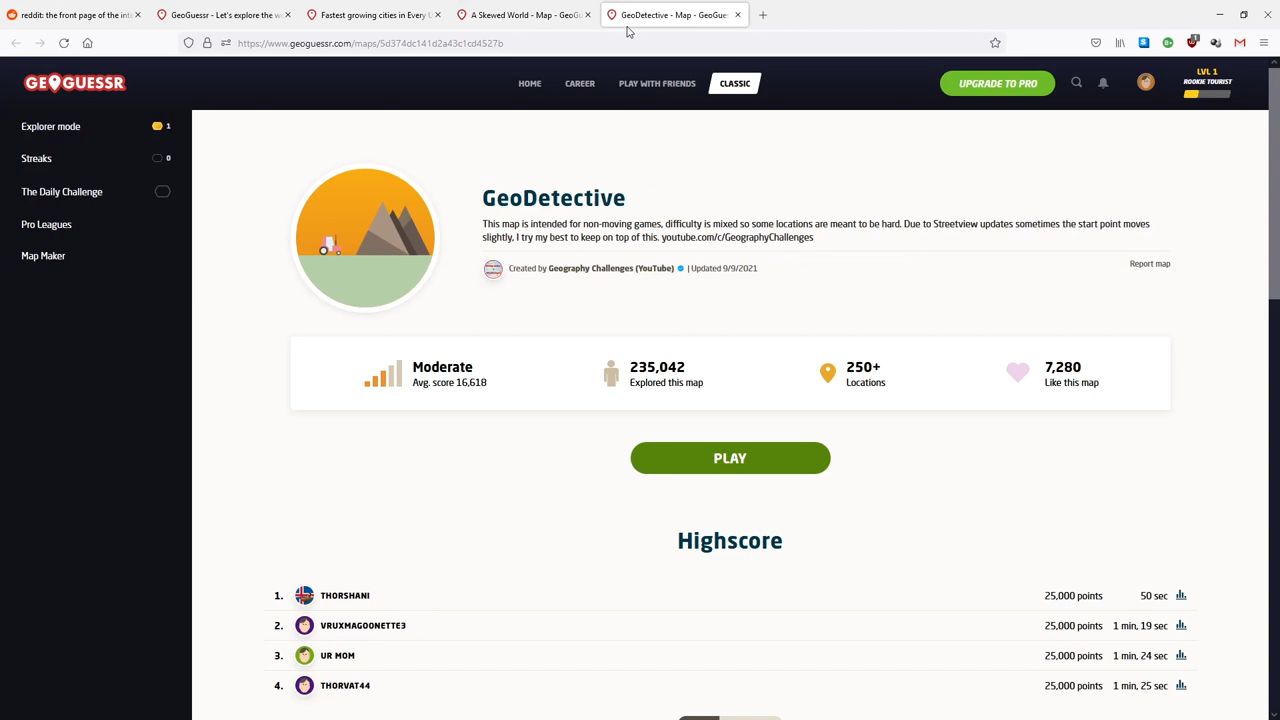 reddit: the front page of the int
GeoGuessr - Let's explore the w
Fastest growing cities in Every C
A Skewed World - Map - GeoGu
GeoDetective - Map - GeoGues
https://www.geoguessr.com/maps/5d374dc141d2a43c1cd4527b
GEOGUESSR
HOME
CAREER
PLAY WITH FRIENDS
CLASSIC
UPGRADE TO PRO
LVL 1
ROOKIE TOURIST
Explorer mode
1
Streaks
0
The Daily Challenge
Pro Leagues
Map Maker
GeoDetective
This map is intended for non-moving games, difficulty is mixed so some locations are meant to be hard. Due to Streetview updates sometimes the start point moves
slightly, I try my best to keep on top of this. youtube.com/c/GeographyChallenges
Created by Geography Challenges (YouTube) | Updated 9/9/2021
Report map
Moderate
Avg. score 16,618
235,042
Explored this map
250+
Locations
7,280
Like this map
PLAY
Highscore
1. THORSHANI 25,000 points 50 sec
2. VRUXMAGOONETTE3 25,000 points 1 min, 19 sec
3. UR MOM 25,000 points 1 min, 24 sec
4. THORVAT44 25,000 points 1 min, 25 sec